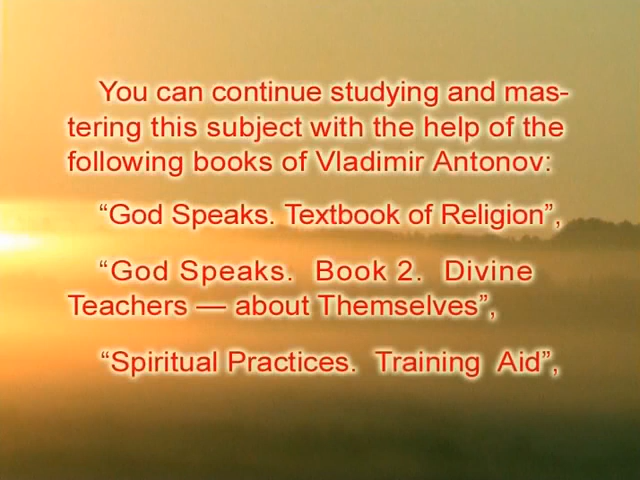 You can continue studying and mas-
tering this subject with the help of the
following books of Vladimir Antonov:
“God Speaks. Textbook of Religion”,
“God Speaks. Book 2. Divine
Teachers — about Themselves”,
“Spiritual Practices. Training Aid”,